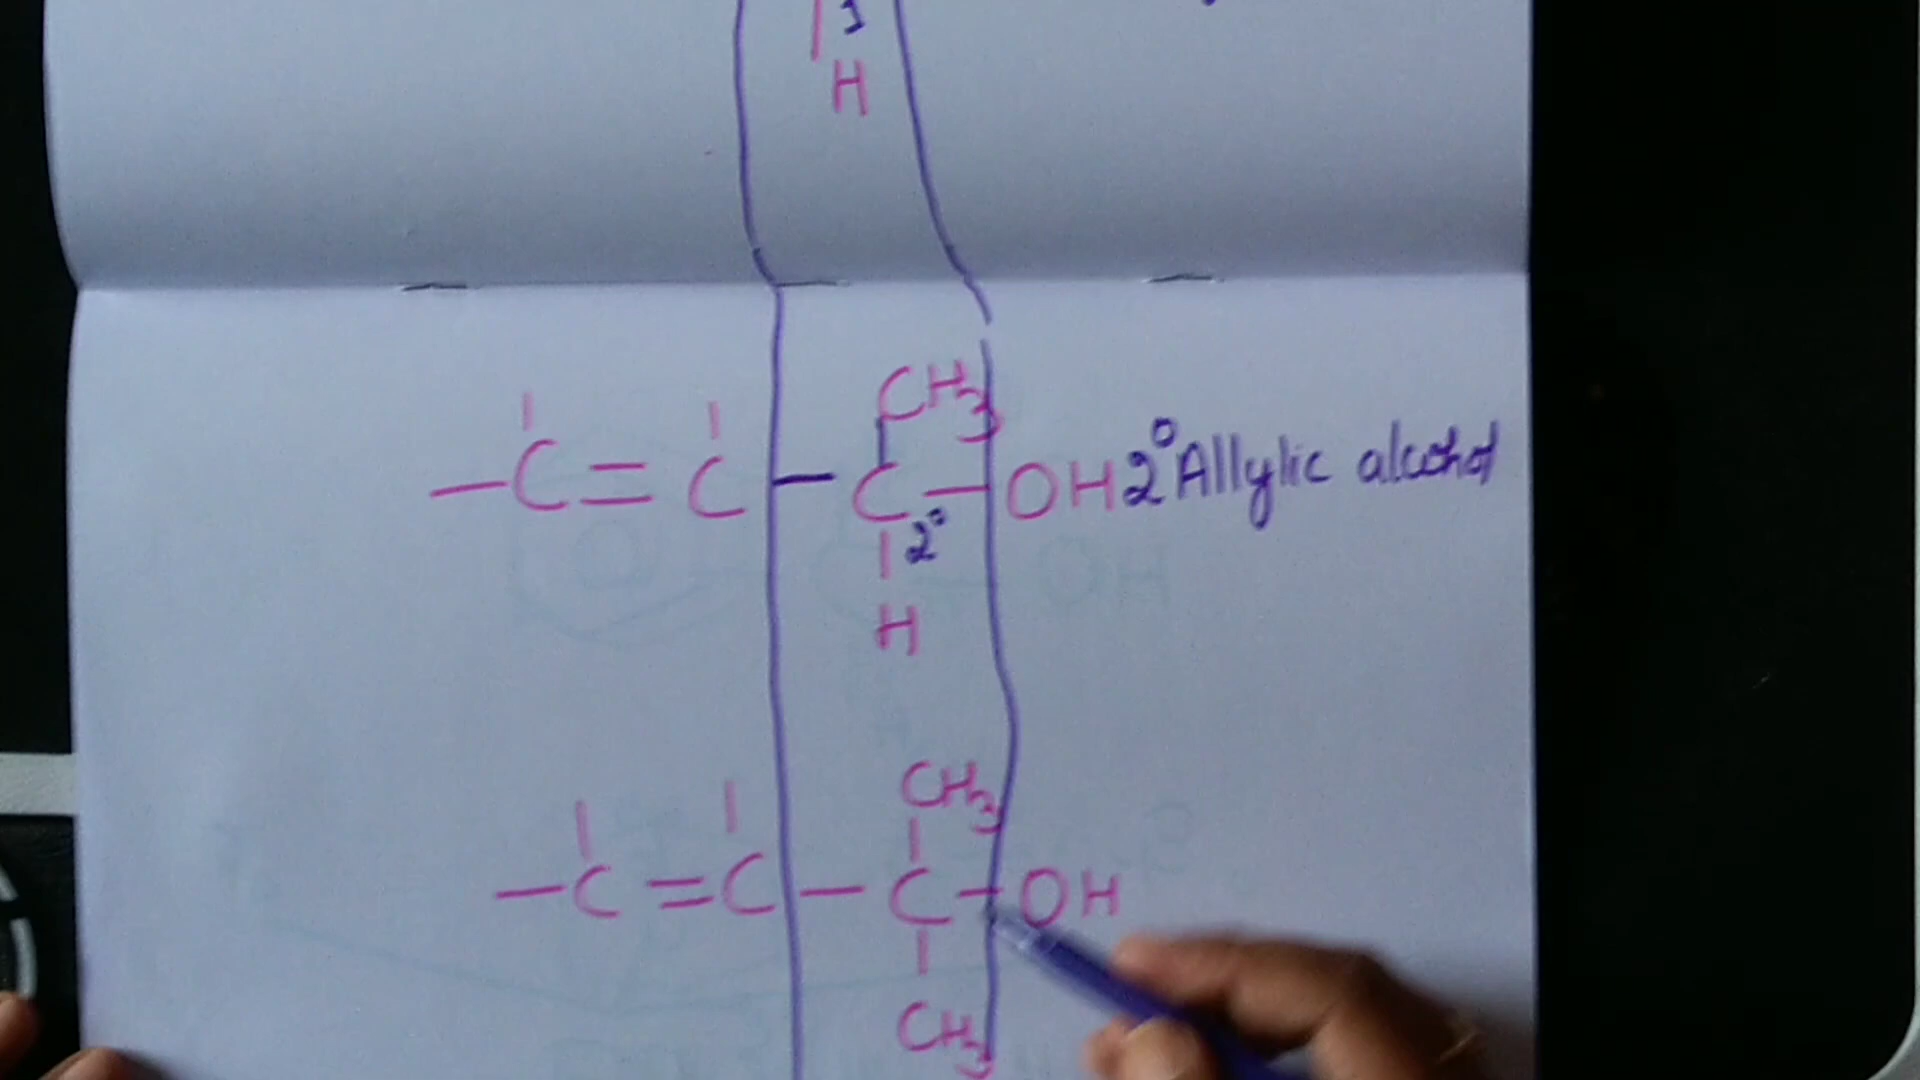 H
CH3
–C=C–C–OH 2° Allylic alcohol
2°
H
CH3
–C=C–C–OH
CH3